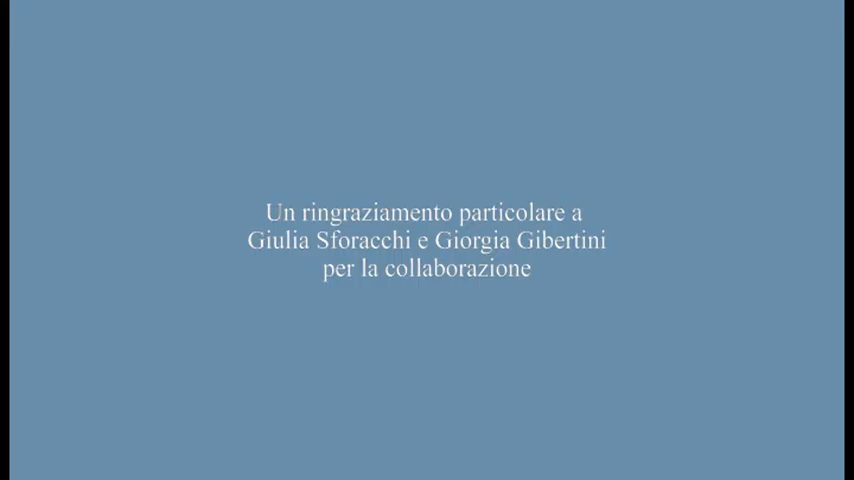 Un ringraziamento particolare a
Giulia Sforacchi e Giorgia Gibertini
per la collaborazione